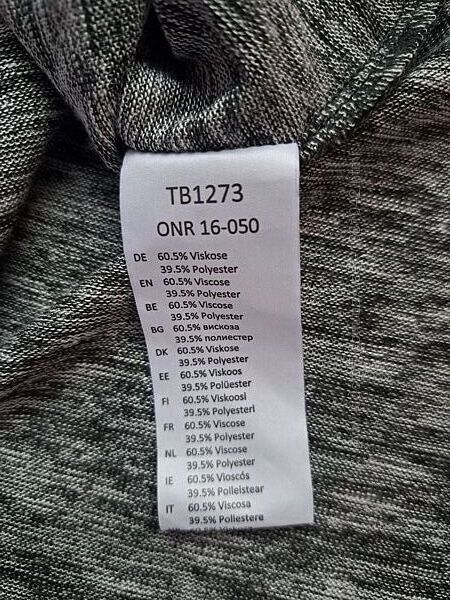 TB1273
ONR 16-050
DE 60.5% Viskose
39.5% Polyester
EN 60.5% Viscose
39.5% Polyester
BE 60.5% Viscose
39.5% Polyester
BG 60.5% вискоза
39.5% полиестер
DK 60.5% Viskose
39.5% Polyester
EE 60.5% Viskoos
39.5% Polüester
FI 60.5% Viskoosl
39.5% Polyesterl
FR 60.5% Viscose
39.5% Polyester
NL 60.5% Viscose
39.5% Polyester
IE 60.5% Vioscós
39.5% Polleistear
IT 60.5% Viscosa
39.5% Poliestere